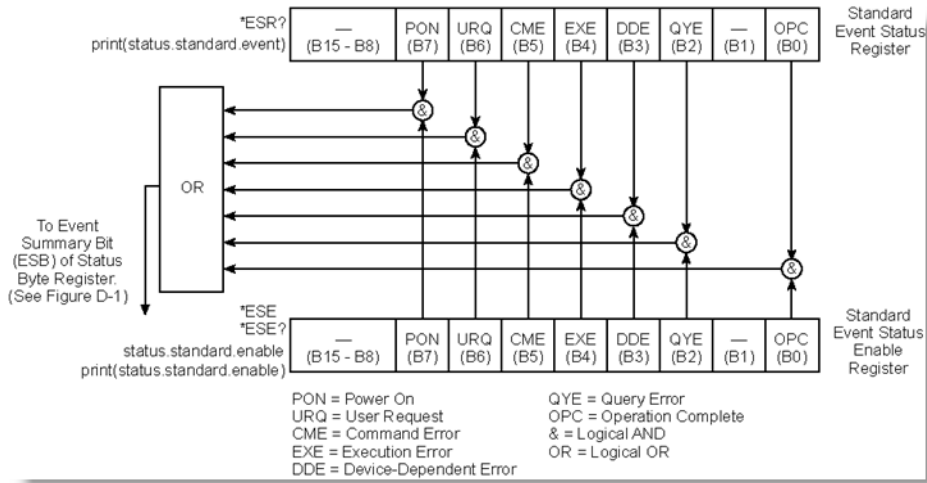 *ESR?
print(status.standard.event)
— (B15 - B8)
PON (B7)
URQ (B6)
CME (B5)
EXE (B4)
DDE (B3)
QYE (B2)
— (B1)
OPC (B0)
Standard
Event Status
Register
&
&
&
&
&
&
&
OR
To Event
Summary Bit
(ESB) of Status
Byte Register.
(See Figure D-1)
*ESE
*ESE?
status.standard.enable
print(status.standard.enable)
— (B15 - B8)
PON (B7)
URQ (B6)
CME (B5)
EXE (B4)
DDE (B3)
QYE (B2)
— (B1)
OPC (B0)
Standard
Event Status
Enable
Register
PON = Power On
URQ = User Request
CME = Command Error
EXE = Execution Error
DDE = Device-Dependent Error
QYE = Query Error
OPC = Operation Complete
& = Logical AND
OR = Logical OR